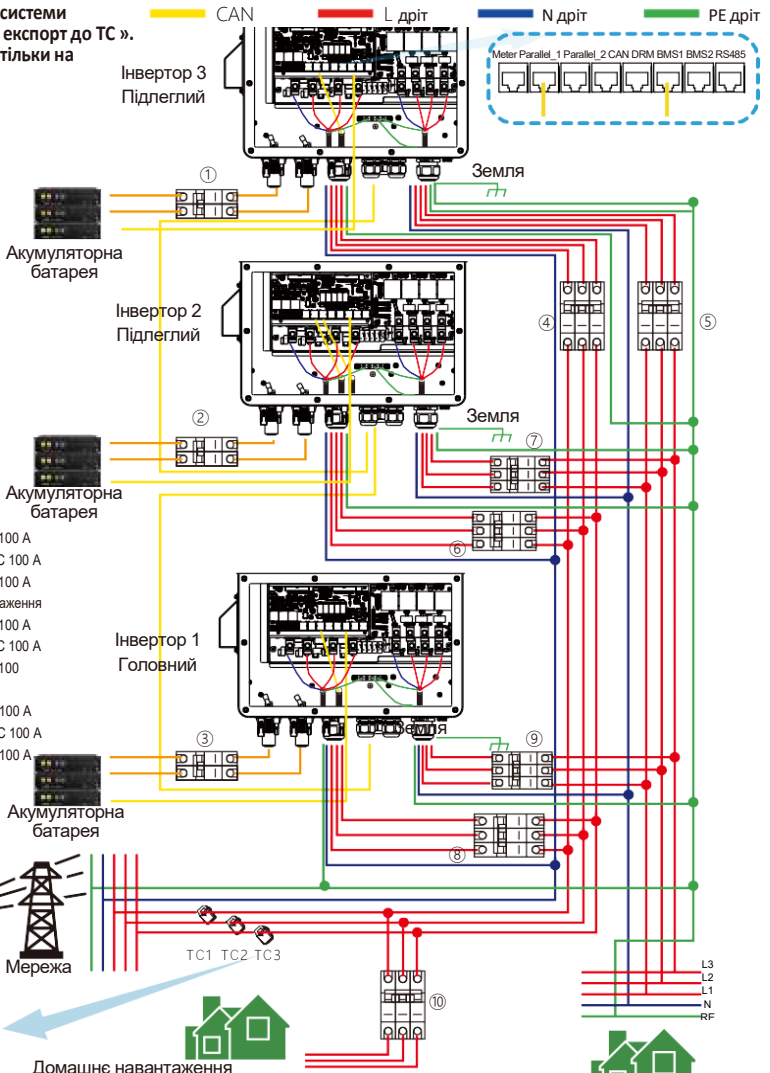 системи
експорт до ТС ».
тільки на
CAN
L дріт
N дріт
PE дріт
Meter Parallel_1 Parallel_2 CAN DRM BMS1 BMS2 RS485
Інвертор 3
Підлеглий
Земля
①
Акумуляторна
батарея
Інвертор 2
Підлеглий
④
⑤
②
Земля
⑦
Акумуляторна
батарея
⑥
100 А
С 100 А
100 А
аження
100 А
С 100 А
100
100 А
С 100 А
100 А
Інвертор 1
Головний
③
Земля
⑨
Акумуляторна
батарея
⑧
Мережа
TC1 TC2 TC3
⑩
L3
L2
L1
N
Домашнє навантаження